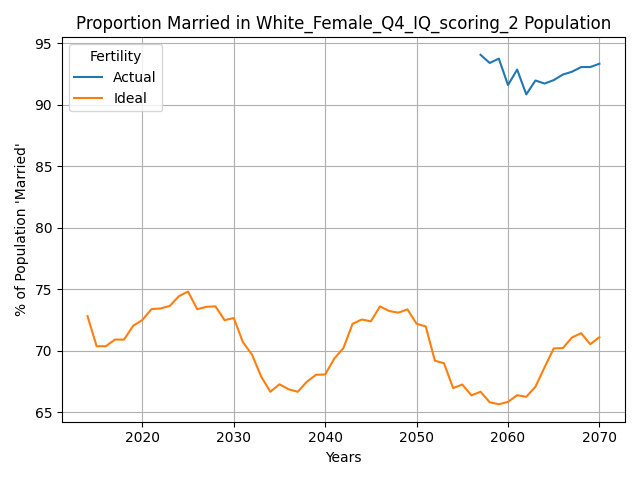 Proportion Married in White_Female_Q4_IQ_scoring_2 Population
95
90
85
80
75
70
65
% of Population 'Married'
Fertility
Actual
Ideal
2020 2030 2040 2050 2060 2070
Years